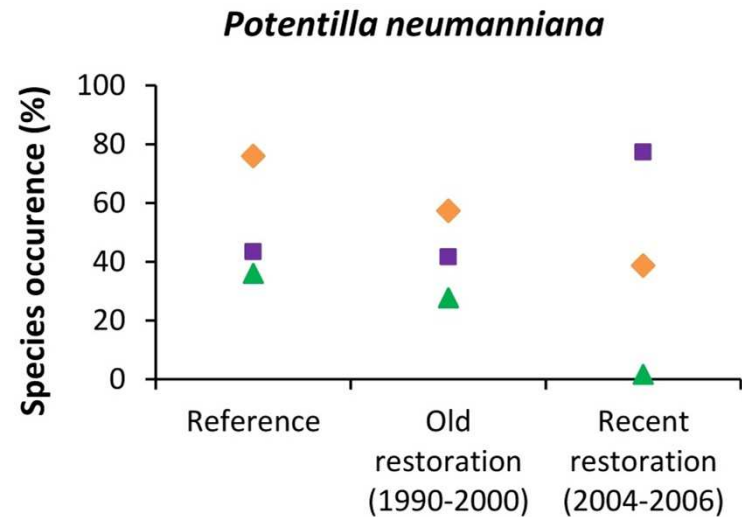 Potentilla neumanniana
Species occurence (%)
100
80
60
40
20
0
Reference
Old
restoration
(1990-2000)
Recent
restoration
(2004-2006)